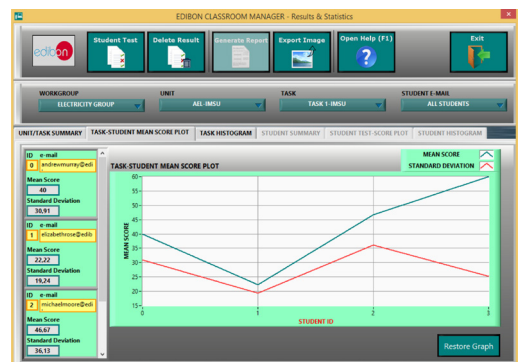 EDIBON CLASSROOM MANAGER - Results & Statistics
edibon
Student Test
Delete Result
Generate Report
Export Image
Open Help (F1)
Exit
WORKGROUP
UNIT
TASK
STUDENT E-MAIL
ELECTRICITY GROUP
AEL-IMSU
TASK 1-IMSU
ALL STUDENTS
UNIT/TASK SUMMARY
TASK-STUDENT MEAN SCORE PLOT
TASK HISTOGRAM
STUDENT SUMMARY
STUDENT TEST-SCORE PLOT
STUDENT HISTOGRAM
ID e-mail
0 andrewmurray@edi
Mean Score
40
Standard Deviation
30,91
ID e-mail
1 elizabethrose@edib
Mean Score
22,22
Standard Deviation
19,24
ID e-mail
2 michaelmoore@edi
Mean Score
46,67
Standard Deviation
36,13
TASK-STUDENT MEAN SCORE PLOT
MEAN SCORE
STANDARD DEVIATION
MEAN SCORE
60
55
50
45
40
35
30
25
20
15
0
1
2
3
STUDENT ID
Restore Graph